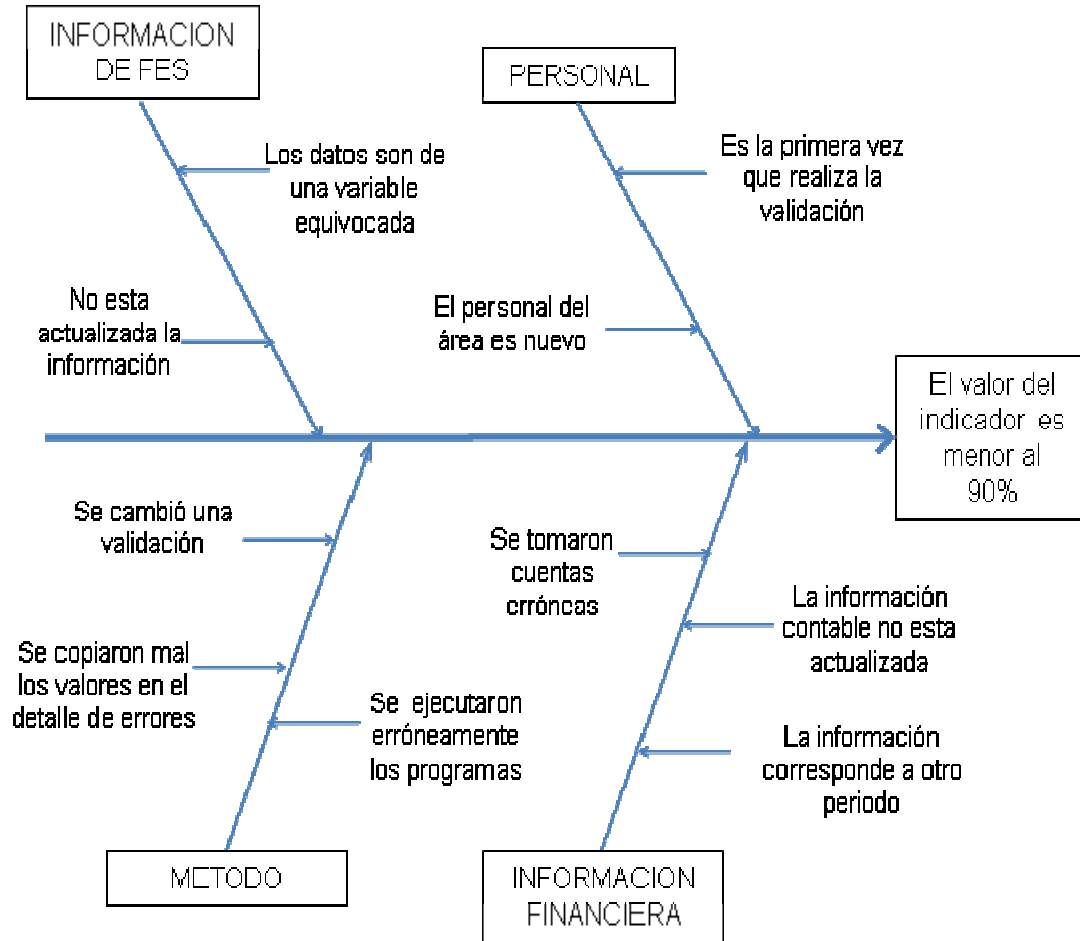 INFORMACION
DE FES
PERSONAL
Los datos son de
una variable
equivocada
Es la primera vez
que realiza la
validación
No esta
actualizada la
información
El personal del
área es nuevo
El valor del
indicador es
menor al
90%
Se cambió una
validación
Se tomaron
cuentas
erróneas
La información
contable no esta
actualizada
Se copiaron mal
los valores en el
detalle de errores
Se ejecutaron
erróneamente
los programas
La información
corresponde a otro
periodo
METODO
INFORMACION
FINANCIERA